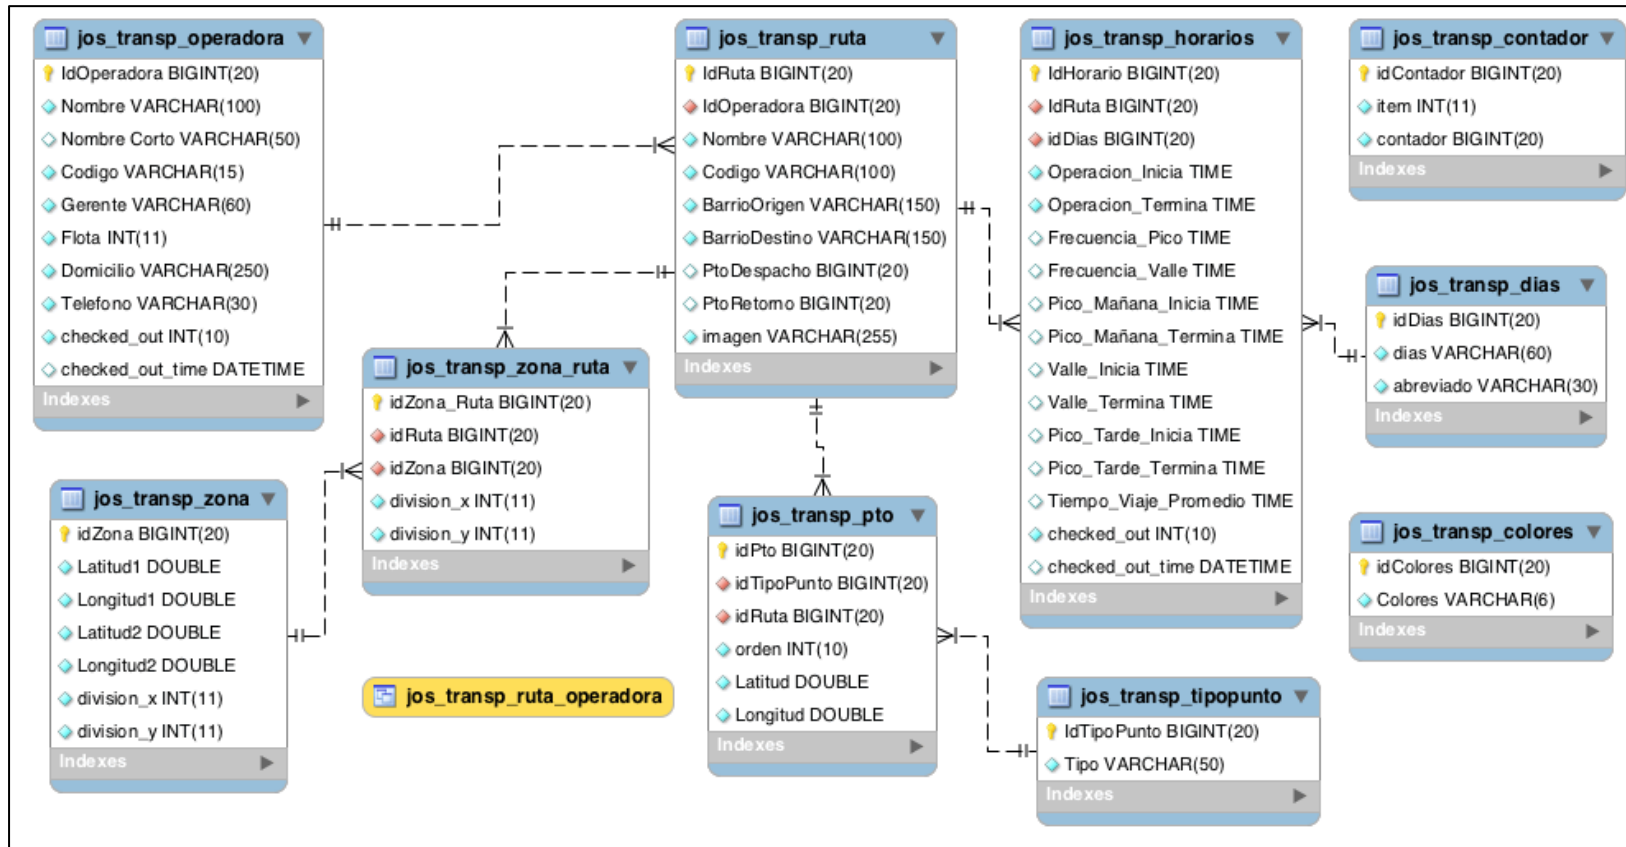 jos_transp_operadora
IdOperadora BIGINT(20)
Nombre VARCHAR(100)
Nombre Corto VARCHAR(50)
Codigo VARCHAR(15)
Gerente VARCHAR(60)
Flota INT(11)
Domicilio VARCHAR(250)
Telefono VARCHAR(30)
checked_out INT(10)
checked_out_time DATETIME
Indexes
jos_transp_ruta
IdRuta BIGINT(20)
IdOperadora BIGINT(20)
Nombre VARCHAR(100)
Codigo VARCHAR(100)
BarrioOrigen VARCHAR(150)
BarrioDestino VARCHAR(150)
PtoDespacho BIGINT(20)
PtoRetorno BIGINT(20)
imagen VARCHAR(255)
Indexes
jos_transp_horarios
IdHorario BIGINT(20)
IdRuta BIGINT(20)
idDias BIGINT(20)
Operacion_Inicia TIME
Operacion_Termina TIME
Frecuencia_Pico TIME
Frecuencia_Valle TIME
Pico_Mañana_Inicia TIME
Pico_Mañana_Termina TIME
Valle_Inicia TIME
Valle_Termina TIME
Pico_Tarde_Inicia TIME
Pico_Tarde_Termina TIME
Tiempo_Viaje_Promedio TIME
checked_out INT(10)
checked_out_time DATETIME
Indexes
jos_transp_contador
idContador BIGINT(20)
item INT(11)
contador BIGINT(20)
Indexes
jos_transp_dias
idDias BIGINT(20)
dias VARCHAR(60)
abreviado VARCHAR(30)
Indexes
jos_transp_zona_ruta
idZona_Ruta BIGINT(20)
idRuta BIGINT(20)
idZona BIGINT(20)
division_x INT(11)
division_y INT(11)
Indexes
jos_transp_zona
idZona BIGINT(20)
Latitud1 DOUBLE
Longitud1 DOUBLE
Latitud2 DOUBLE
Longitud2 DOUBLE
division_x INT(11)
division_y INT(11)
Indexes
jos_transp_ruta_operadora
jos_transp_pto
idPto BIGINT(20)
idTipoPunto BIGINT(20)
idRuta BIGINT(20)
orden INT(10)
Latitud DOUBLE
Longitud DOUBLE
Indexes
jos_transp_colores
idColores BIGINT(20)
Colores VARCHAR(6)
Indexes
jos_transp_tipopunto
IdTipoPunto BIGINT(20)
Tipo VARCHAR(50)
Indexes